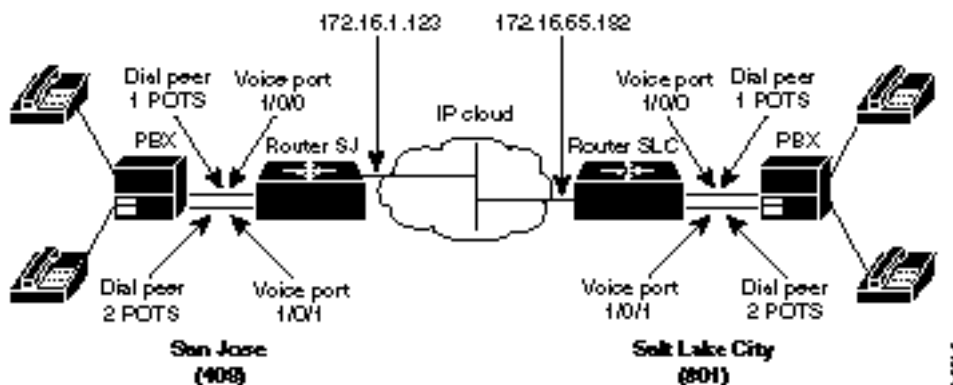 172.16.1.123
172.16.65.182
Dial peer
1 POTS
Voice port
1/0/0
IP cloud
Voice port
1/0/0
Dial peer
1 POTS
PBX
Router SJ
Router SLC
PBX
Dial peer
2 POTS
Voice port
1/0/1
Voice port
1/0/1
Dial peer
2 POTS
San Jose
(408)
Salt Lake City
(801)